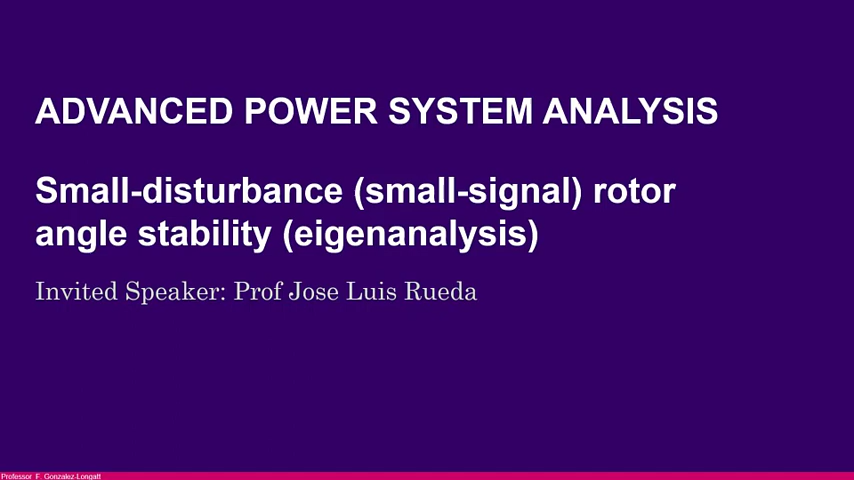 ADVANCED POWER SYSTEM ANALYSIS
Small-disturbance (small-signal) rotor
angle stability (eigenanalysis)
Invited Speaker: Prof Jose Luis Rueda
Professor F. Gonzalez-Longatt